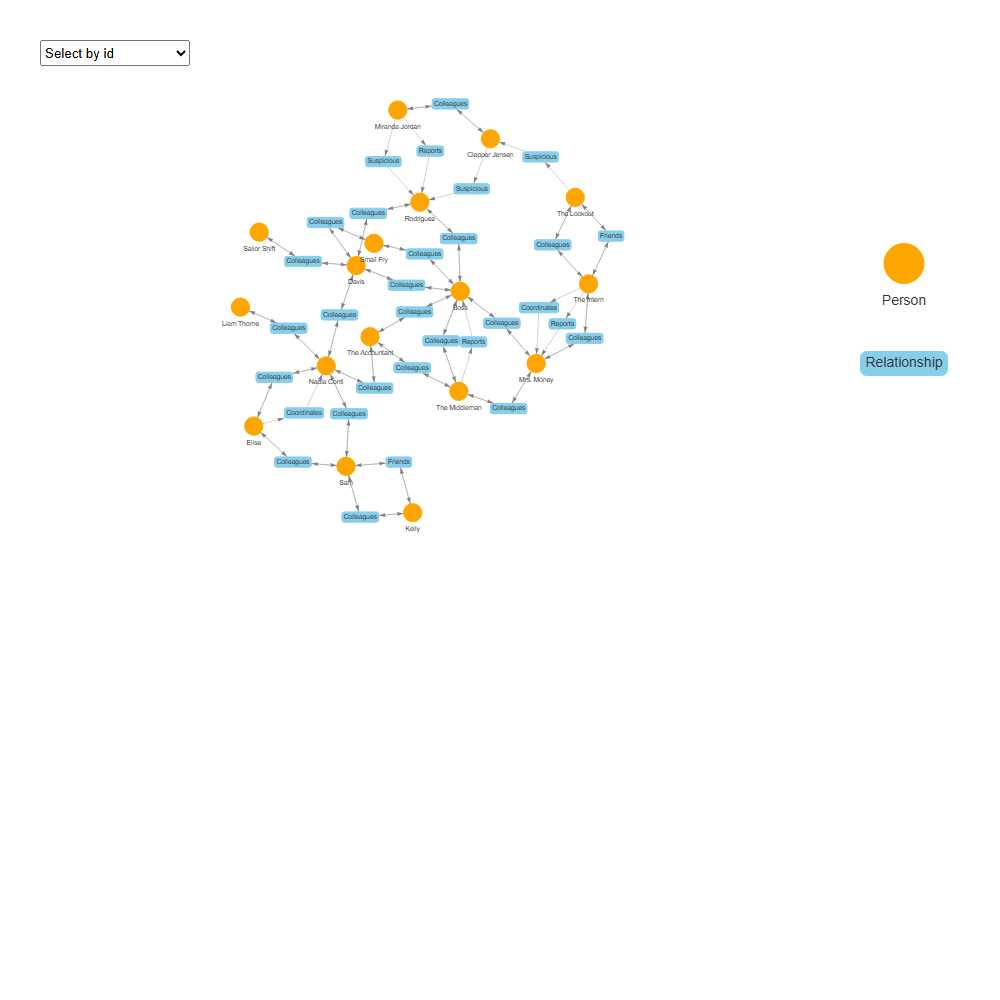 Select by id
Colleagues
Miranda Jordan
Reports
Clepper Jensen
Suspicious
Suspicious
Suspicious
The Lookout
Colleagues
Rodriguez
Colleagues
Friends
Colleagues
Colleagues
Sailor Shift
Small Fry
Colleagues
Colleagues
Davis
Person
Colleagues
The Intern
Boss
Coordinates
Colleagues
Colleagues
Liam Thorne
Colleagues
Colleagues
Reports
Colleagues
Colleagues
Reports
The Accountant
Relationship
Colleagues
Colleagues
Nadia Conti
Mrs. Money
Colleagues
The Middleman
Colleagues
Coordinates
Colleagues
Elise
Colleagues
Friends
Sam
Colleagues
Kelly